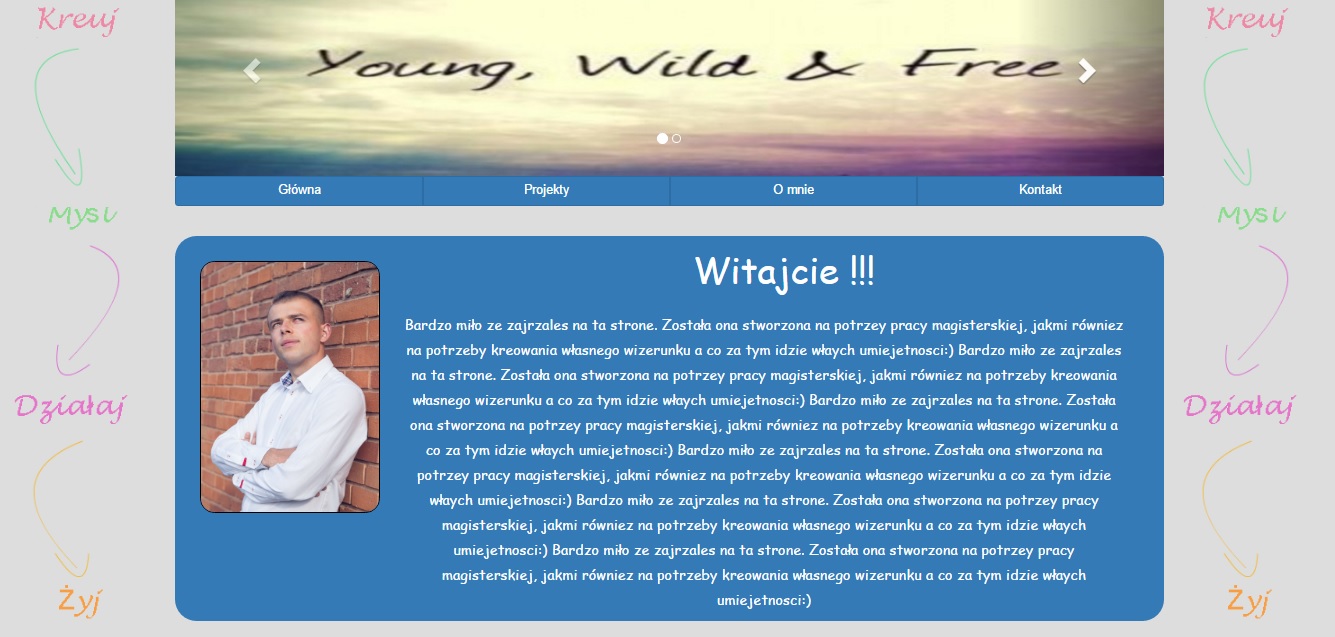 Kreuj
Mysl
Działaj
Żyj
Young, Wild & Free
Główna
Projekty
O mnie
Kontakt
Witajcie !!!
Bardzo miło ze zajrzales na ta strone. Została ona stworzona na potrzey pracy magisterskiej, jakmi równiez
na potrzeby kreowania własnego wizerunku a co za tym idzie właych umiejetnosci:) Bardzo miło ze zajrzales
na ta strone. Została ona stworzona na potrzey pracy magisterskiej, jakmi równiez na potrzeby kreowania
własnego wizerunku a co za tym idzie właych umiejetnosci:) Bardzo miło ze zajrzales na ta strone. Została
ona stworzona na potrzey pracy magisterskiej, jakmi równiez na potrzeby kreowania własnego wizerunku a
co za tym idzie właych umiejetnosci:) Bardzo miło ze zajrzales na ta strone. Została ona stworzona na
potrzey pracy magisterskiej, jakmi równiez na potrzeby kreowania własnego wizerunku a co za tym idzie
właych umiejetnosci:) Bardzo miło ze zajrzales na ta strone. Została ona stworzona na potrzey pracy
magisterskiej, jakmi równiez na potrzeby kreowania własnego wizerunku a co za tym idzie właych
umiejetnosci:) Bardzo miło ze zajrzales na ta strone. Została ona stworzona na potrzey pracy
magisterskiej, jakmi równiez na potrzeby kreowania własnego wizerunku a co za tym idzie właych
umiejetnosci:)
Kreuj
Mysl
Działaj
Żyj